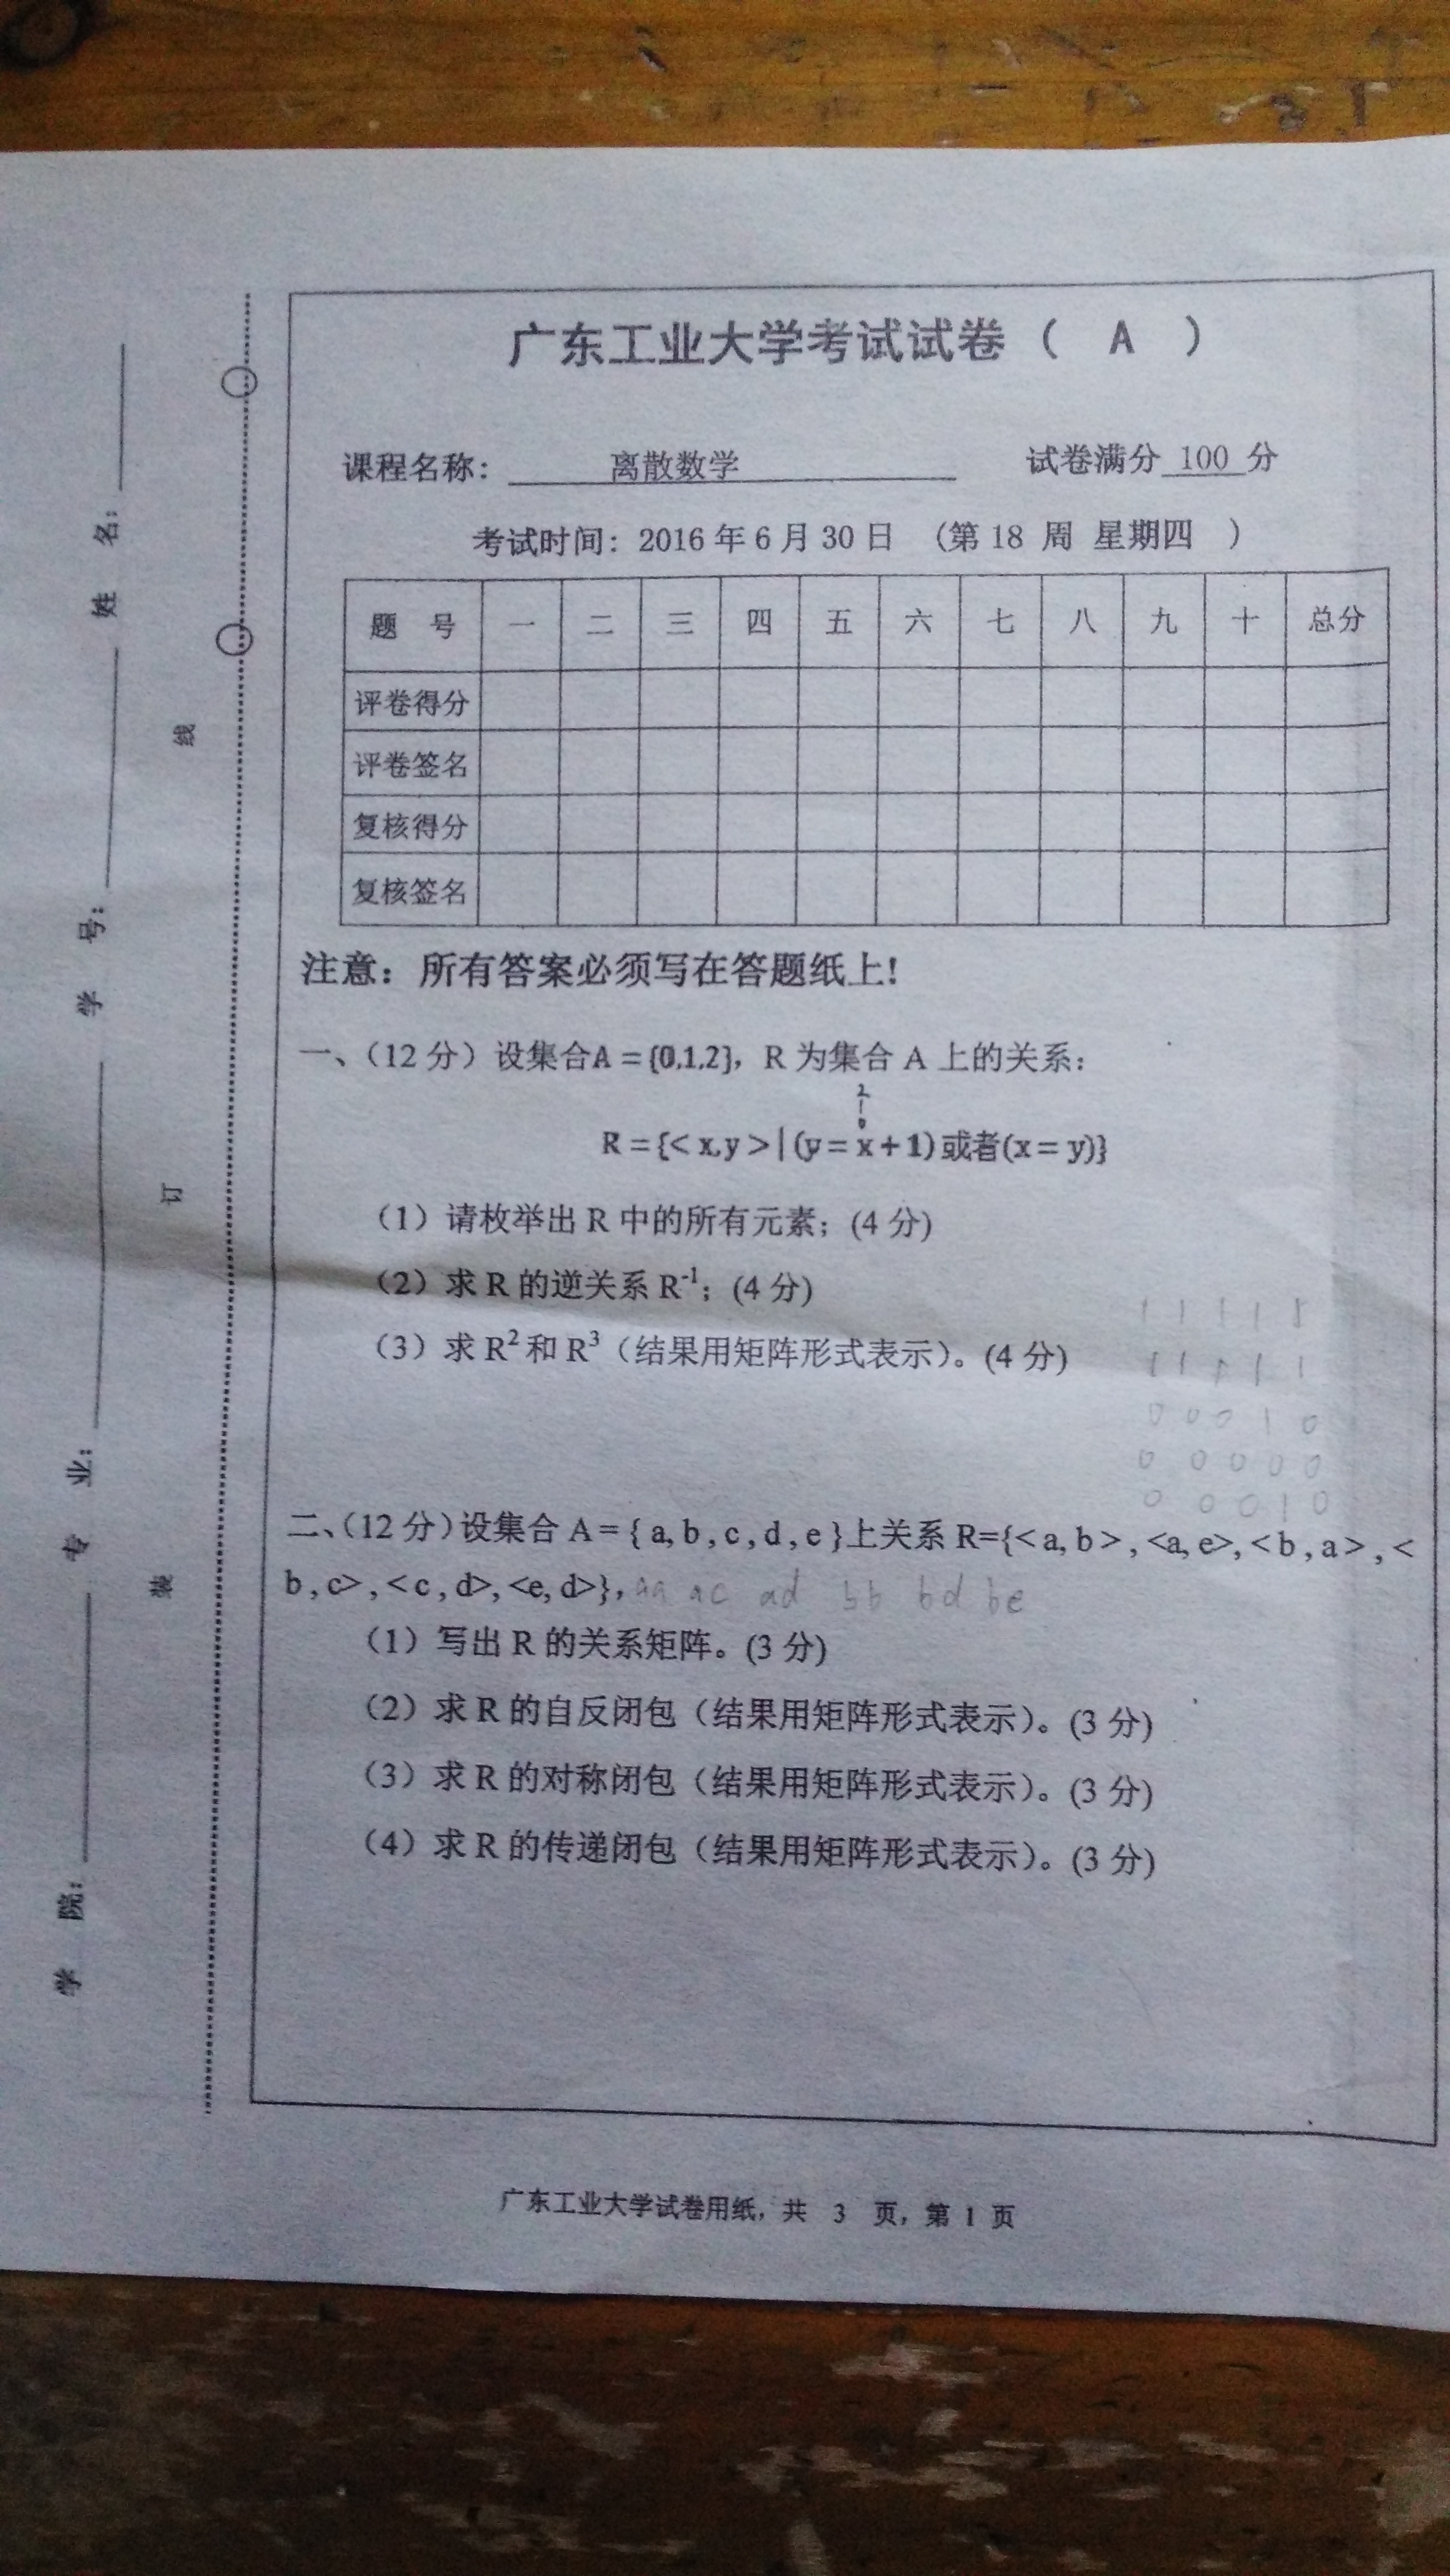 广东工业大学考试试卷（ A ）
课程名称: 离散数学 试卷满分 100 分
考试时间: 2016 年 6 月 30 日 （第 18 周 星期四 ）
题 号 一 二 三 四 五 六 七 八 九 十 总分
评卷得分
评卷签名
复核得分
复核签名
注意：所有答案必须写在答题纸上!
一、（12 分）设集合A = {0,1,2}，R 为集合 A 上的关系：
2
1
0
R = {< x,y > | (y = x + 1) 或者(x = y)}
（1）请枚举出 R 中的所有元素；(4 分)
（2）求 R 的逆关系 R⁻¹；(4 分)
（3）求 R² 和 R³（结果用矩阵形式表示）。(4 分)
1 1 1 1 1
1 1 1 1 1
0 0 0 1 0
0 0 0 0 0
0 0 0 1 0
二、（12 分）设集合 A = { a, b , c , d , e }上关系 R={< a, b > , <a, e>, < b , a > , <
b , c> , < c , d>, <e, d>}, aa ac ad bb bd be
（1）写出 R 的关系矩阵。(3 分)
（2）求 R 的自反闭包（结果用矩阵形式表示）。(3 分)
（3）求 R 的对称闭包（结果用矩阵形式表示）。(3 分)
（4）求 R 的传递闭包（结果用矩阵形式表示）。(3 分)
广东工业大学试卷用纸，共 3 页，第 1 页
学 院: 专 业: 学 号: 姓 名:
装 订 线